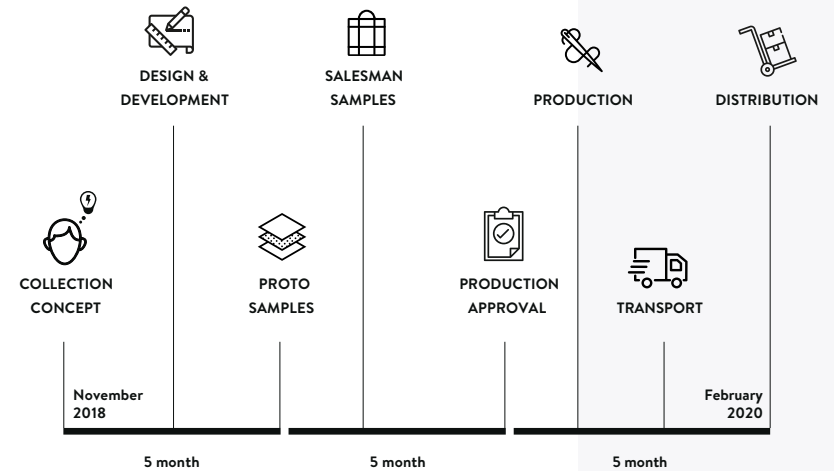 DESIGN &
DEVELOPMENT
SALESMAN
SAMPLES
PRODUCTION
DISTRIBUTION
COLLECTION
CONCEPT
PROTO
SAMPLES
PRODUCTION
APPROVAL
TRANSPORT
November
2018
February
2020
5 month
5 month
5 month